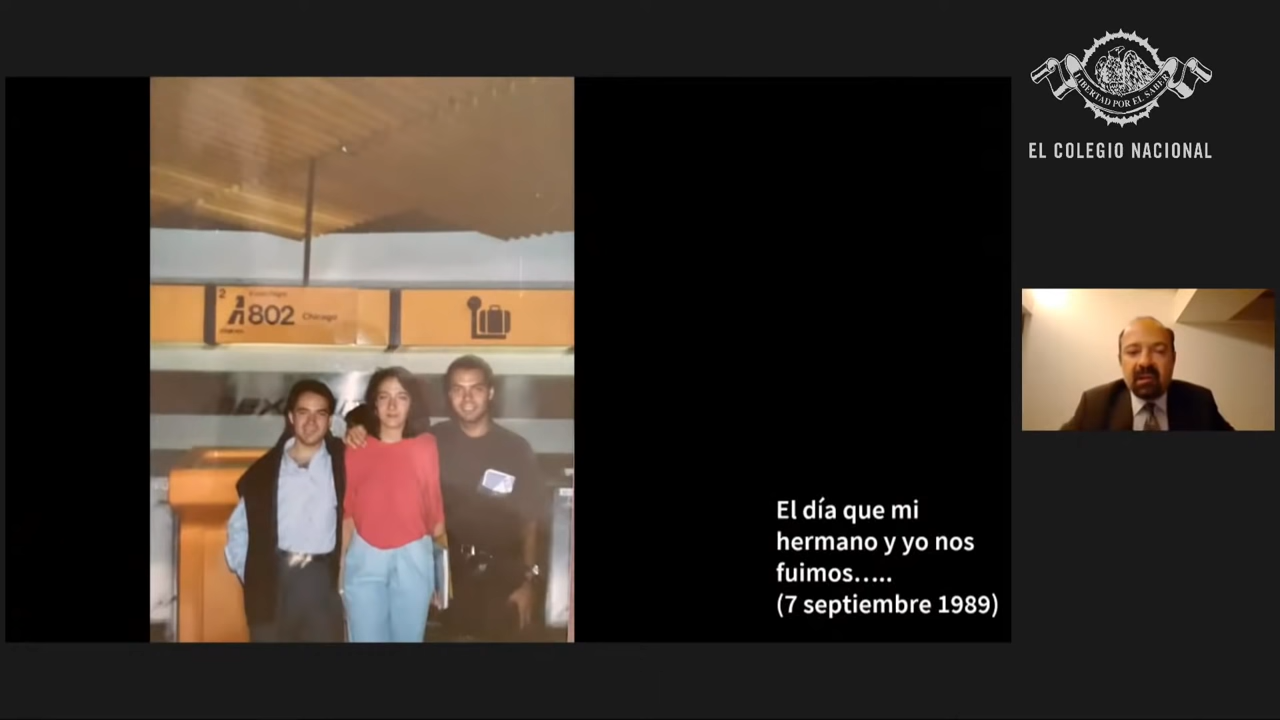 LIBERTAD POR EL SABER
EL COLEGIO NACIONAL
2
802 Chicago
El día que mi
hermano y yo nos
fuimos.....
(7 septiembre 1989)